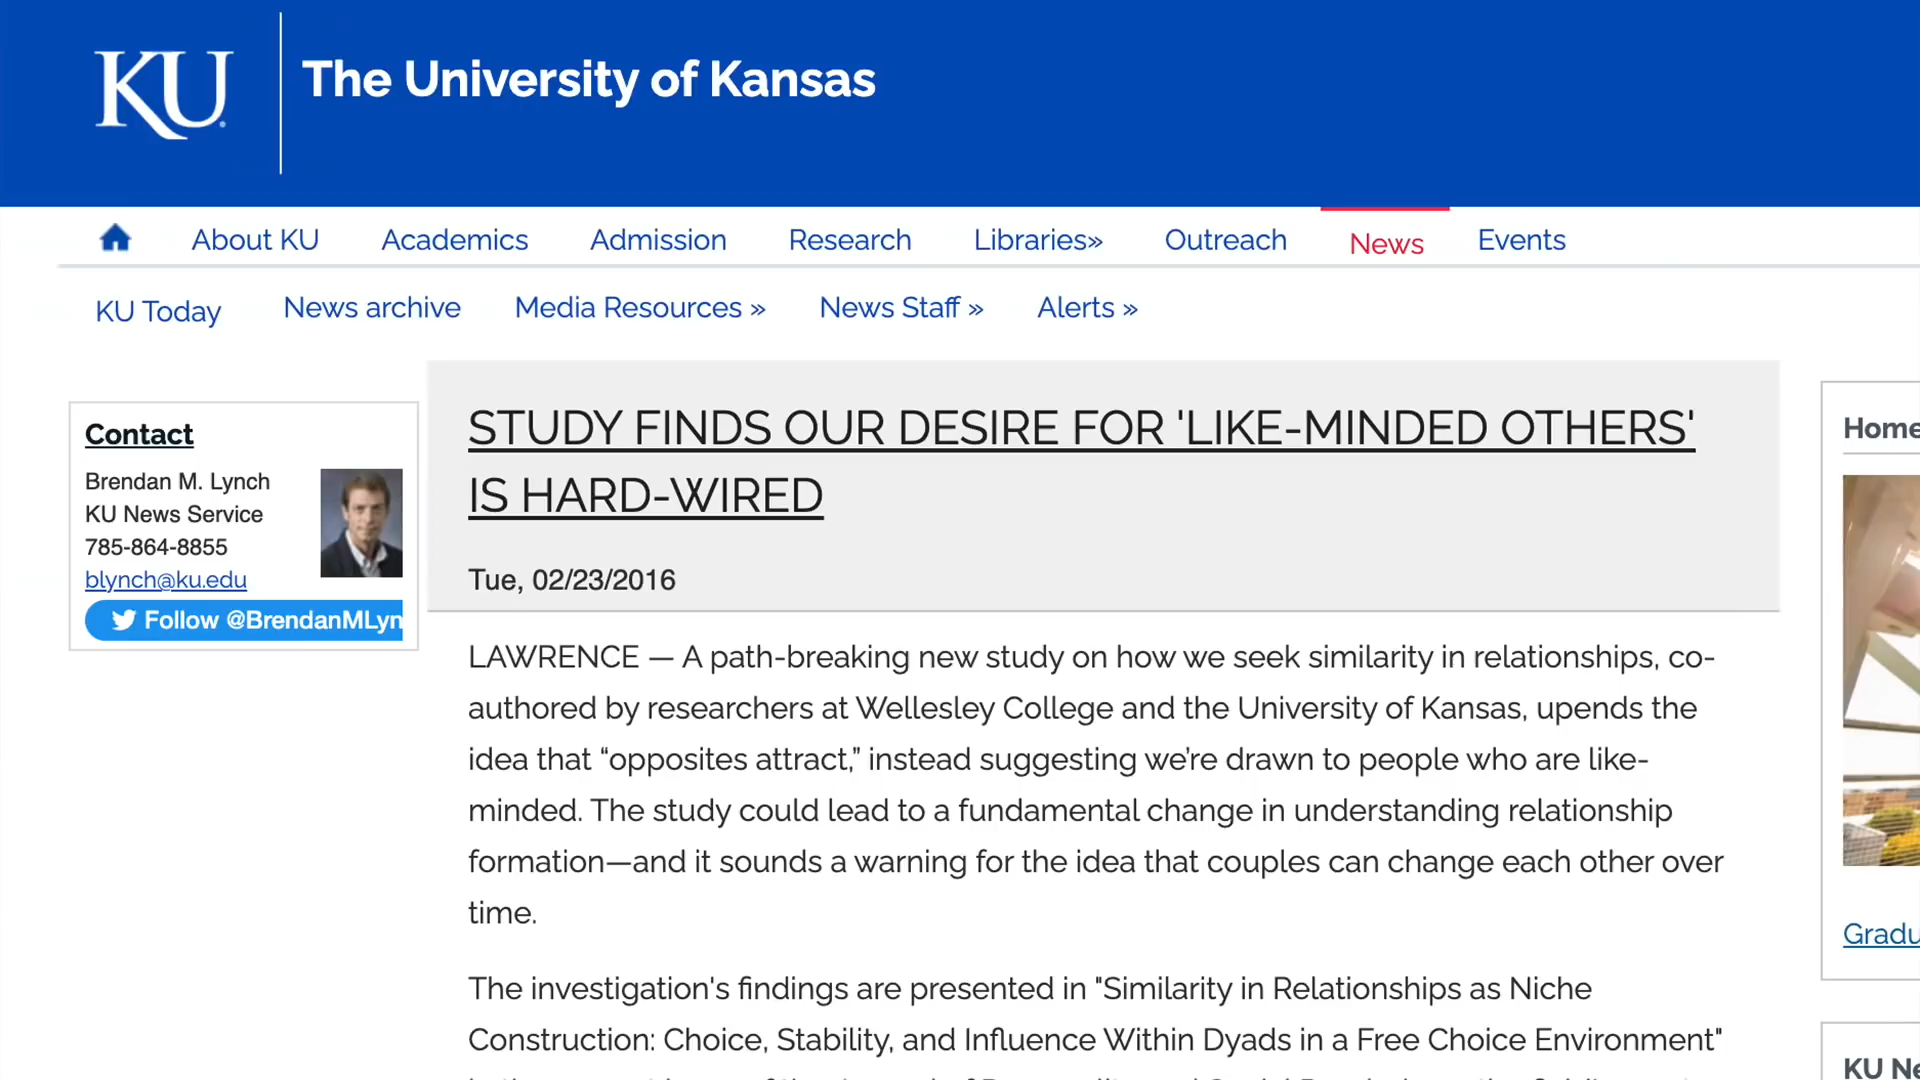 KU
The University of Kansas
About KU Academics Admission Research Libraries» Outreach News Events
KU Today News archive Media Resources » News Staff » Alerts »
Contact
Brendan M. Lynch
KU News Service
785-864-8855
blynch@ku.edu
Follow @BrendanMLyn
STUDY FINDS OUR DESIRE FOR 'LIKE-MINDED OTHERS'
IS HARD-WIRED
Tue, 02/23/2016
LAWRENCE — A path-breaking new study on how we seek similarity in relationships, co-
authored by researchers at Wellesley College and the University of Kansas, upends the
idea that “opposites attract,” instead suggesting we’re drawn to people who are like-
minded. The study could lead to a fundamental change in understanding relationship
formation—and it sounds a warning for the idea that couples can change each other over
time.
The investigation's findings are presented in "Similarity in Relationships as Niche
Construction: Choice, Stability, and Influence Within Dyads in a Free Choice Environment"
Home
Gradu
KU Ne